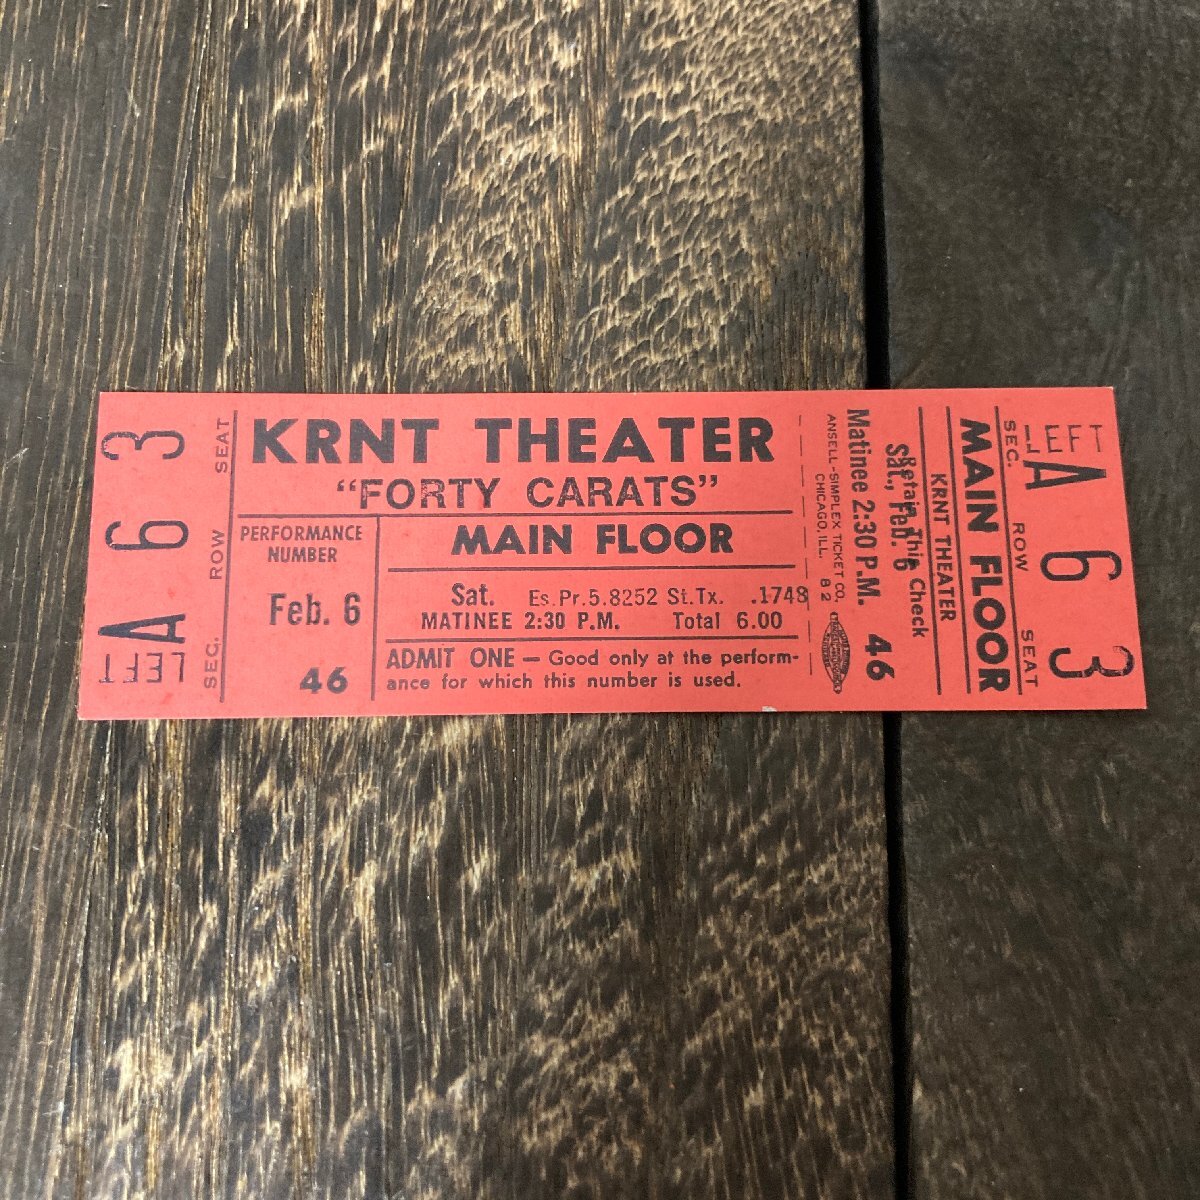 LEFT A 6 3
SEC. ROW SEAT
KRNT THEATER
"FORTY CARATS"
PERFORMANCE
NUMBER
Feb. 6
46
MAIN FLOOR
Sat. Es.Pr.5.8252 St.Tx. .1748
MATINEE 2:30 P.M. Total 6.00
ADMIT ONE — Good only at the perform-
ance for which this number is used.
LEFT A 6 3
SEC. ROW SEAT
MAIN FLOOR
KRNT THEATER
Retain This Check
Sat., Feb. 6
Matinee 2:30 P.M. 46
ANSELL-SIMPLEX TICKET CO.
CHICAGO, ILL. 82